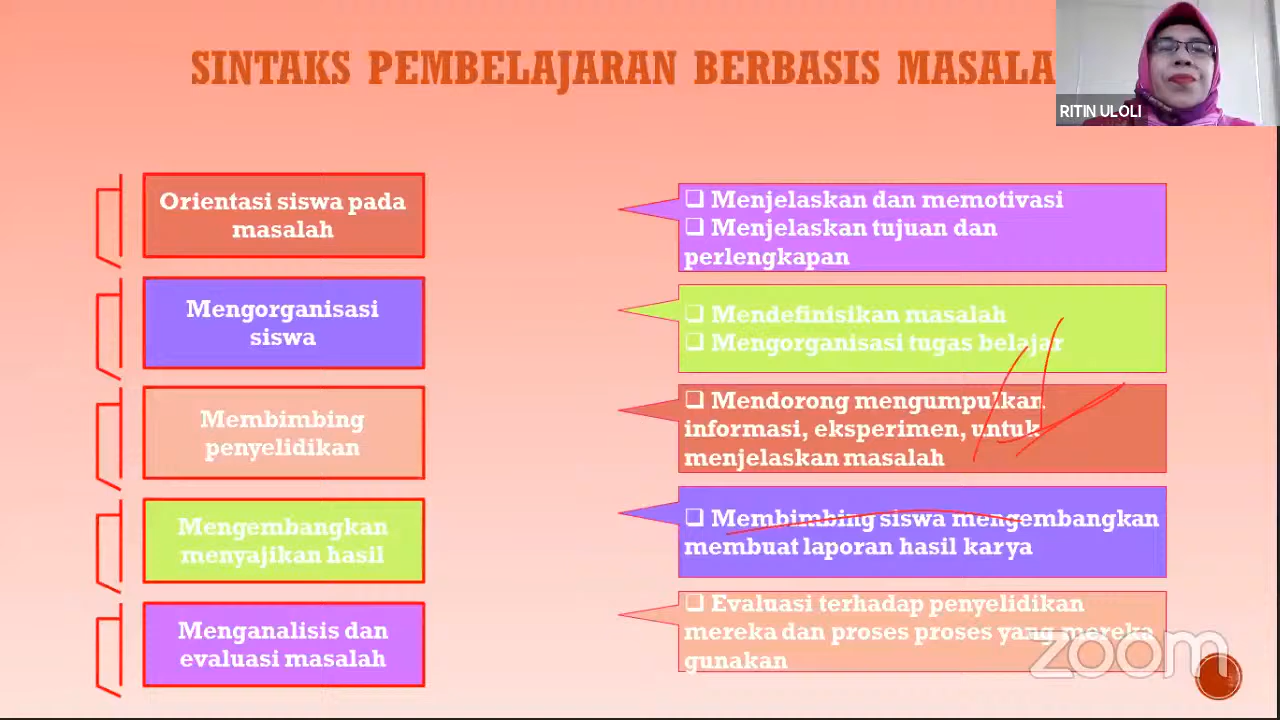 SINTAKS PEMBELAJARAN BERBASIS MASALA
RITIN ULOLI
Orientasi siswa pada
masalah
❑ Menjelaskan dan memotivasi
❑ Menjelaskan tujuan dan
perlengkapan
Mengorganisasi
siswa
❑ Mendefinisikan masalah
❑ Mengorganisasi tugas belajar
Membimbing
penyelidikan
❑ Mendorong mengumpulkan
informasi, eksperimen, untuk
menjelaskan masalah
Mengembangkan
menyajikan hasil
❑ Membimbing siswa mengembangkan
membuat laporan hasil karya
Menganalisis dan
evaluasi masalah
❑ Evaluasi terhadap penyelidikan
mereka dan proses proses yang mereka
gunakan
zoom